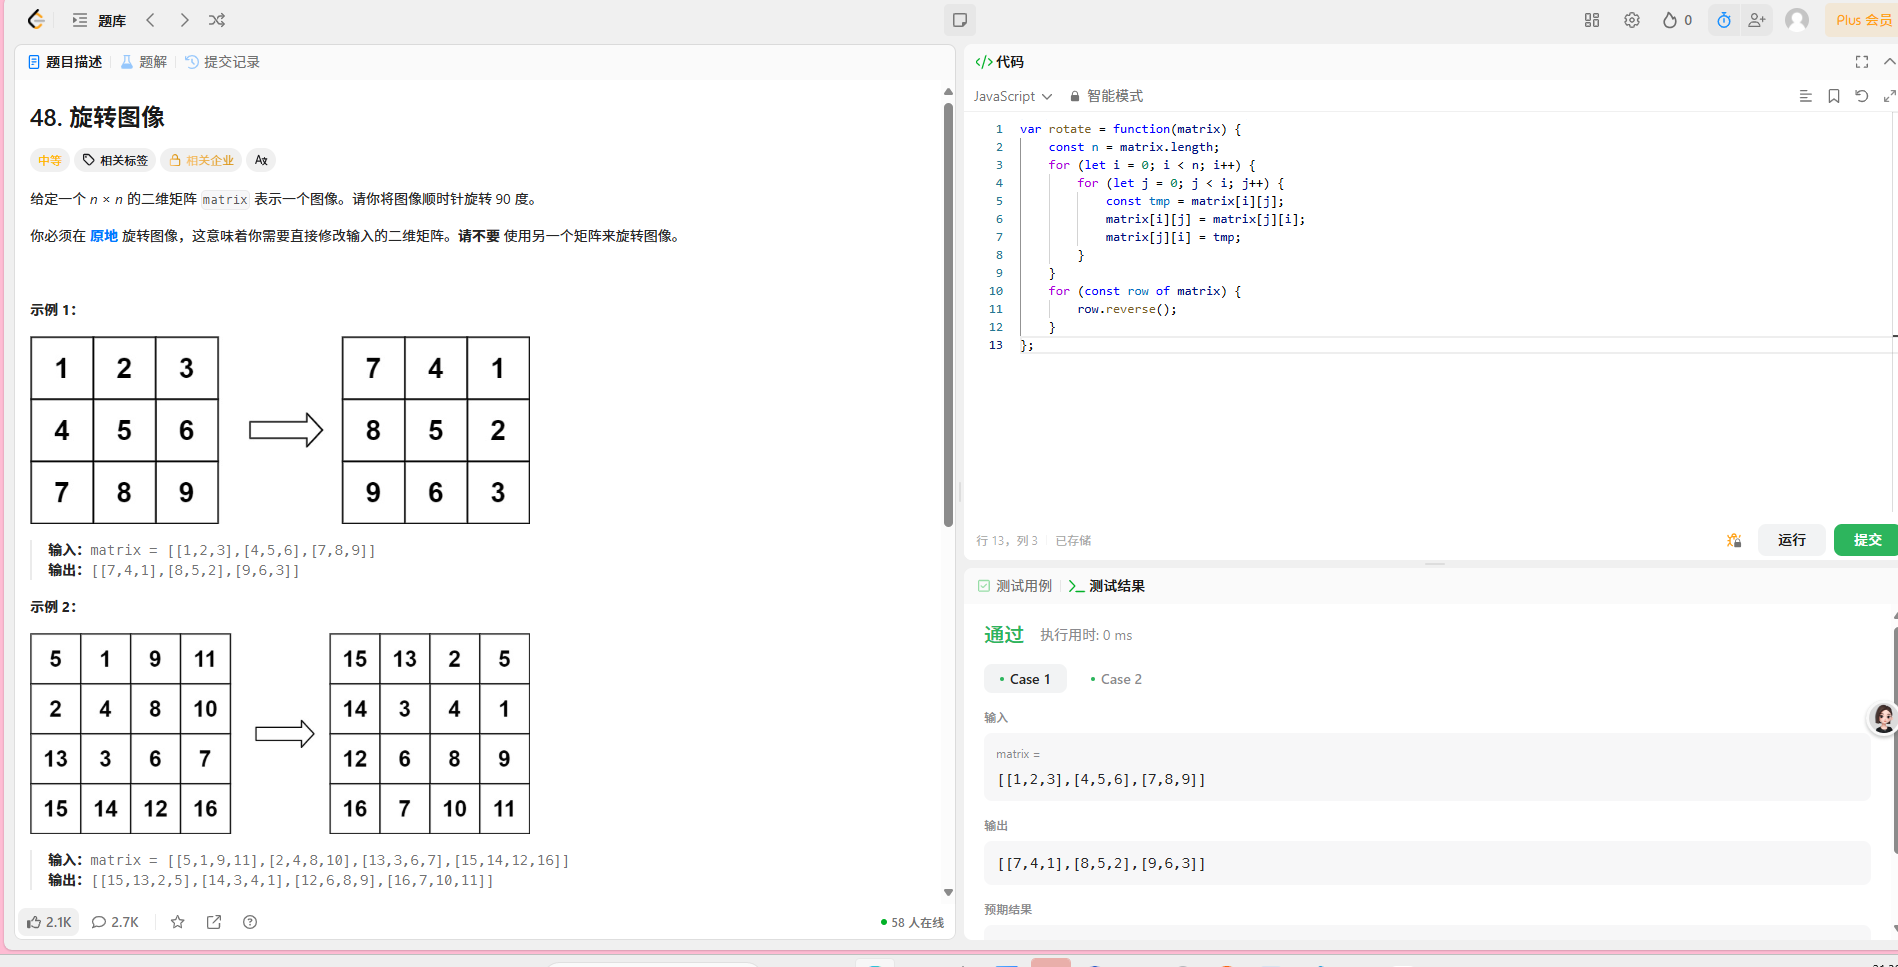 题库
0
Plus 会员
题目描述
题解
提交记录
48. 旋转图像
中等
相关标签
相关企业
给定一个 n × n 的二维矩阵 matrix 表示一个图像。请你将图像顺时针旋转 90 度。
你必须在 原地 旋转图像，这意味着你需要直接修改输入的二维矩阵。请不要 使用另一个矩阵来旋转图像。
示例 1：
1 2 3 7 4 1
4 5 6 8 5 2
7 8 9 9 6 3
输入：matrix = [[1,2,3],[4,5,6],[7,8,9]]
输出：[[7,4,1],[8,5,2],[9,6,3]]
示例 2：
5 1 9 11 15 13 2 5
2 4 8 10 14 3 4 1
13 3 6 7 12 6 8 9
15 14 12 16 16 7 10 11
输入：matrix = [[5,1,9,11],[2,4,8,10],[13,3,6,7],[15,14,12,16]]
输出：[[15,13,2,5],[14,3,4,1],[12,6,8,9],[16,7,10,11]]
2.1K
2.7K
58 人在线
</> 代码
JavaScript
智能模式
1 var rotate = function(matrix) {
2 const n = matrix.length;
3 for (let i = 0; i < n; i++) {
4 for (let j = 0; j < i; j++) {
5 const tmp = matrix[i][j];
6 matrix[i][j] = matrix[j][i];
7 matrix[j][i] = tmp;
8 }
9 }
10 for (const row of matrix) {
11 row.reverse();
12 }
13 };
行 13，列 3
已存储
运行
提交
测试用例
测试结果
通过
执行用时: 0 ms
Case 1
Case 2
输入
matrix =
[[1,2,3],[4,5,6],[7,8,9]]
输出
[[7,4,1],[8,5,2],[9,6,3]]
预期结果